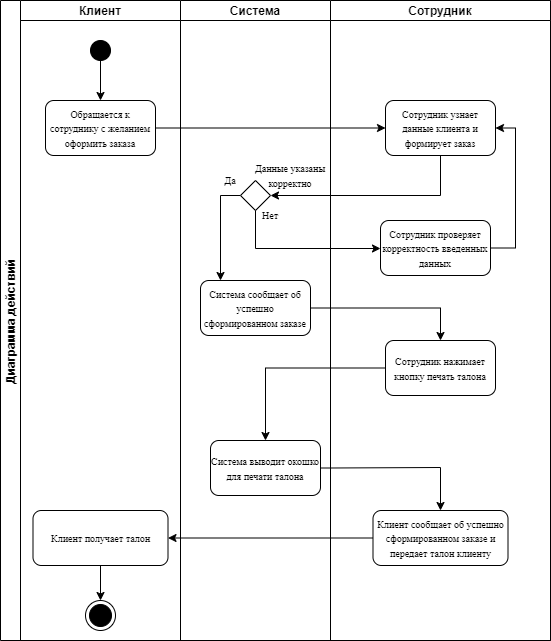 Клиент
Система
Сотрудник
Диаграмма действий
Обращается к
сотруднику с желанием
оформить заказа
Сотрудник узнает
данные клиента и
формирует заказ
Данные указаны
корректно
Да
Нет
Сотрудник проверяет
корректность введенных
данных
Система сообщает об
успешно
сформированном заказе
Сотрудник нажимает
кнопку печать талона
Система выводит окошко
для печати талона
Клиент сообщает об успешно
сформированном заказе и
передает талон клиенту
Клиент получает талон